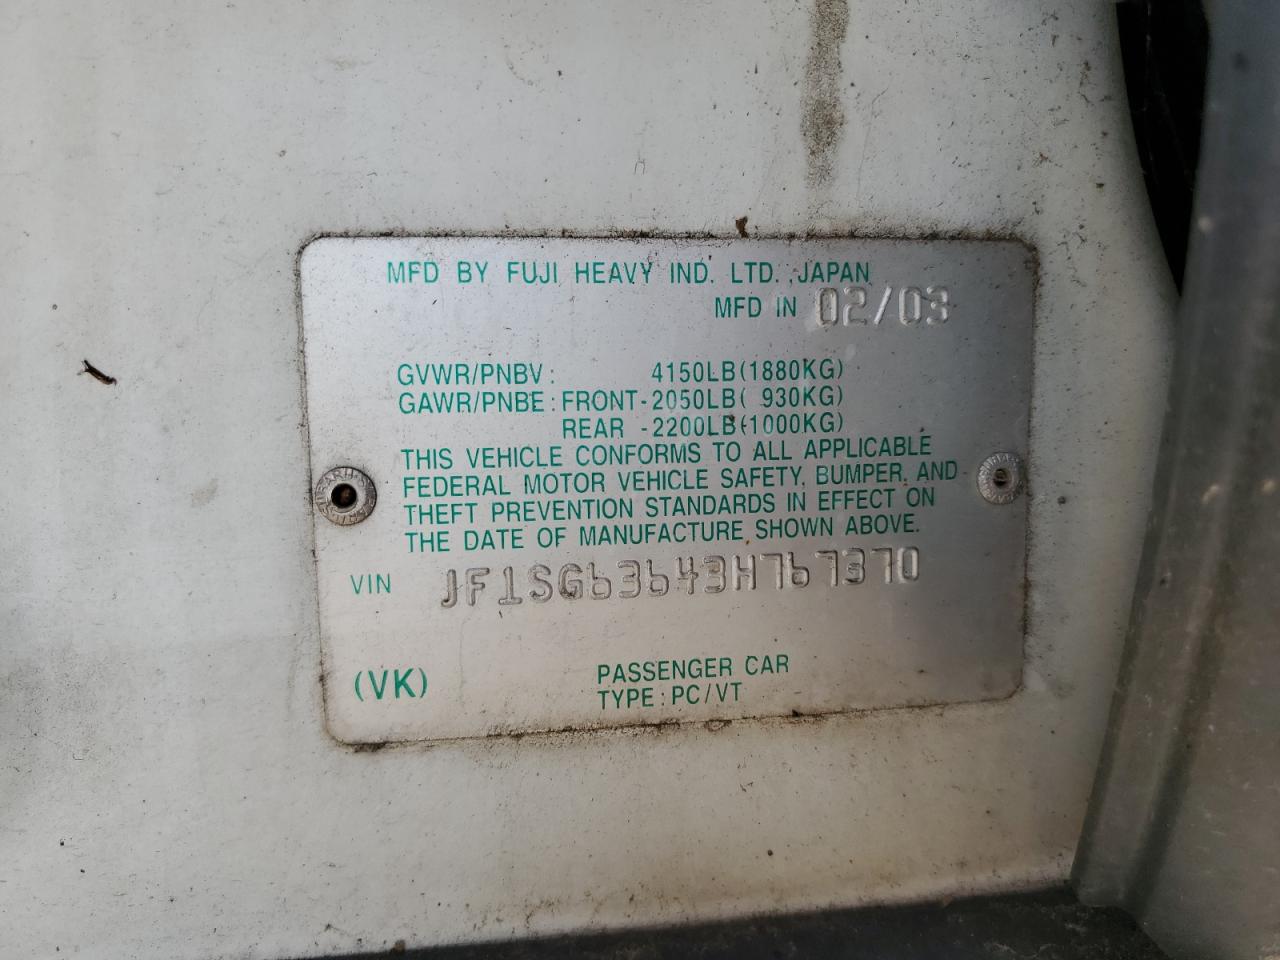 MFD BY FUJI HEAVY IND. LTD. JAPAN
MFD IN 02/03
GVWR/PNBV: 4150LB(1880KG)
GAWR/PNBE: FRONT-2050LB( 930KG)
REAR -2200LB(1000KG)
THIS VEHICLE CONFORMS TO ALL APPLICABLE
FEDERAL MOTOR VEHICLE SAFETY, BUMPER, AND
THEFT PREVENTION STANDARDS IN EFFECT ON
THE DATE OF MANUFACTURE SHOWN ABOVE.
VIN JF1SG63643H767370
(VK) PASSENGER CAR
TYPE: PC/VT